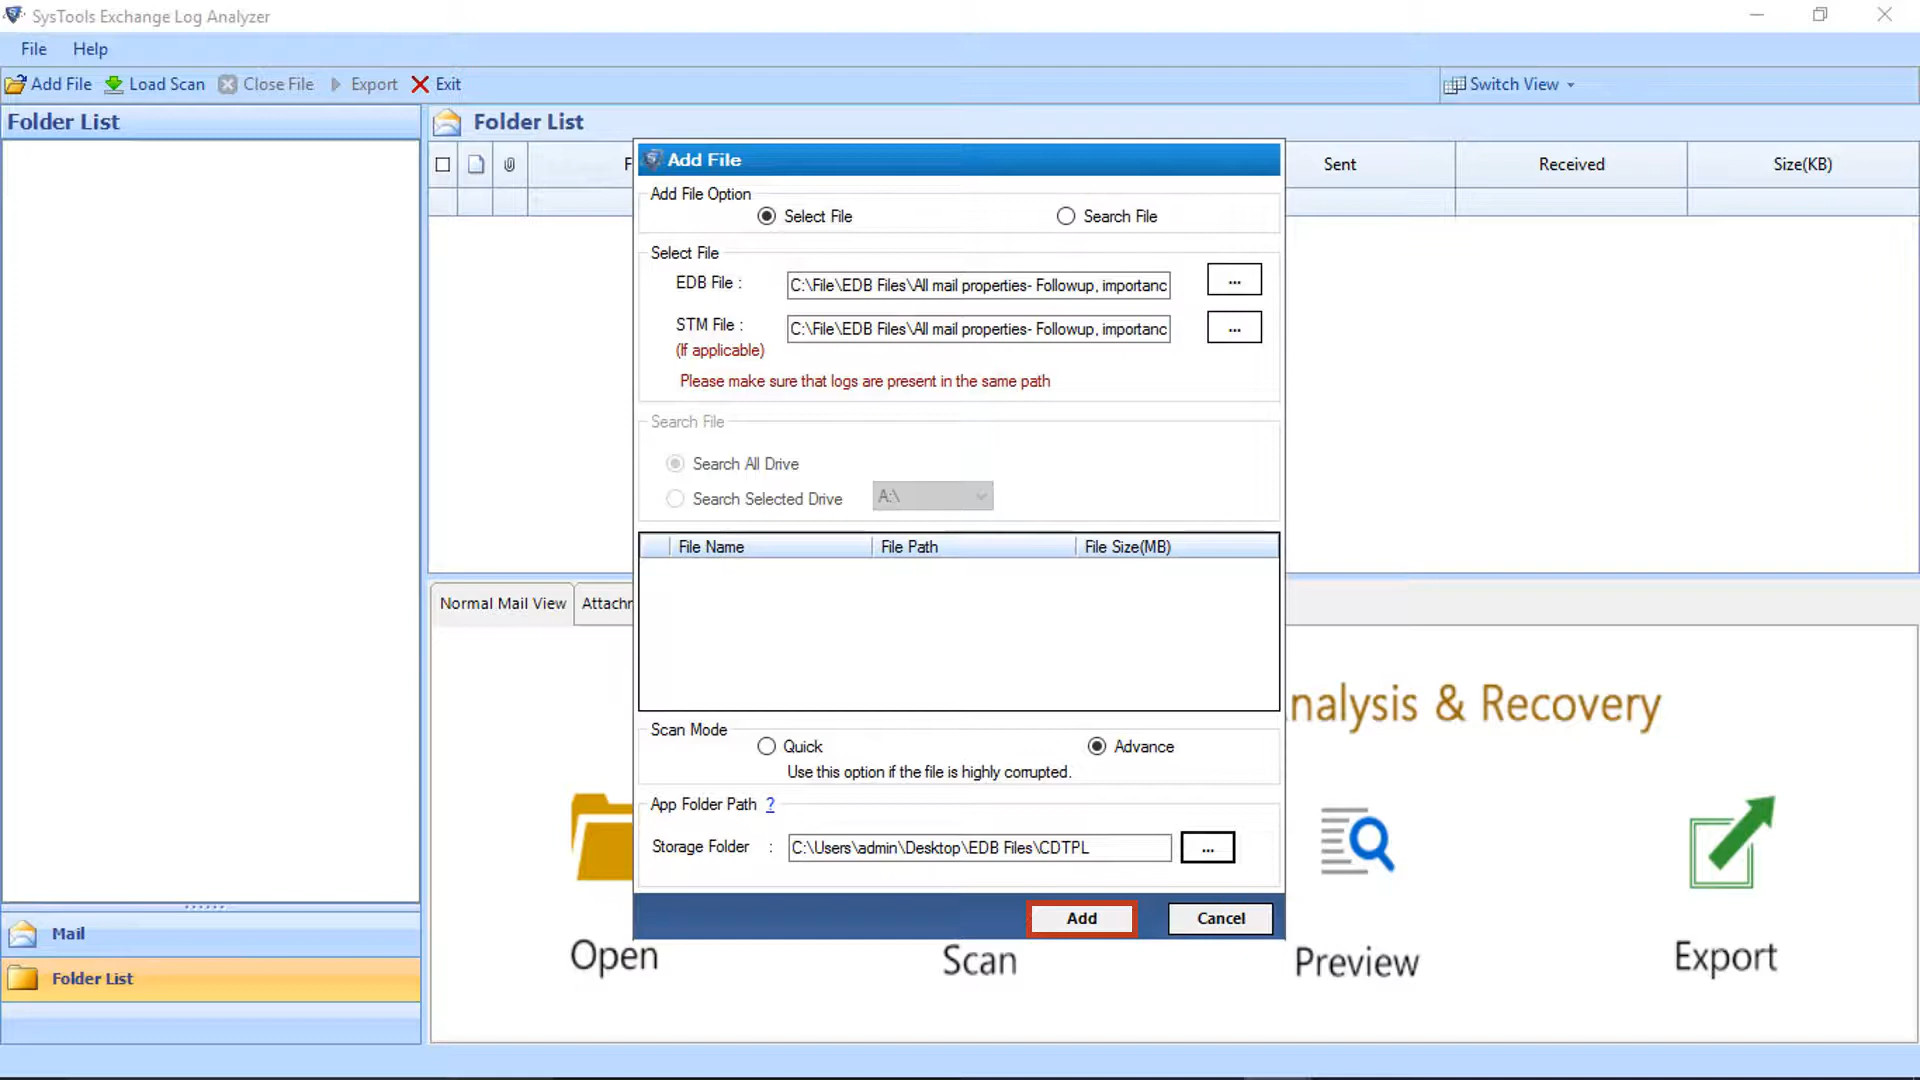 SysTools Exchange Log Analyzer
File Help
Add File Load Scan Close File Export Exit Switch View
Folder List
Folder List
F Sent Received Size(KB)
Add File
Add File Option
Select File Search File
Select File
EDB File : C:\File\EDB Files\All mail properties- Followup, importanc ...
STM File : C:\File\EDB Files\All mail properties- Followup, importanc ...
(If applicable)
Please make sure that logs are present in the same path
Search File
Search All Drive
Search Selected Drive A:\
File Name File Path File Size(MB)
Normal Mail View Attachm
nalysis & Recovery
Scan Mode
Quick Advance
Use this option if the file is highly corrupted.
App Folder Path ?
Storage Folder : C:\Users\admin\Desktop\EDB Files\CDTPL ...
Add Cancel
Mail
Open Scan Preview Export
Folder List